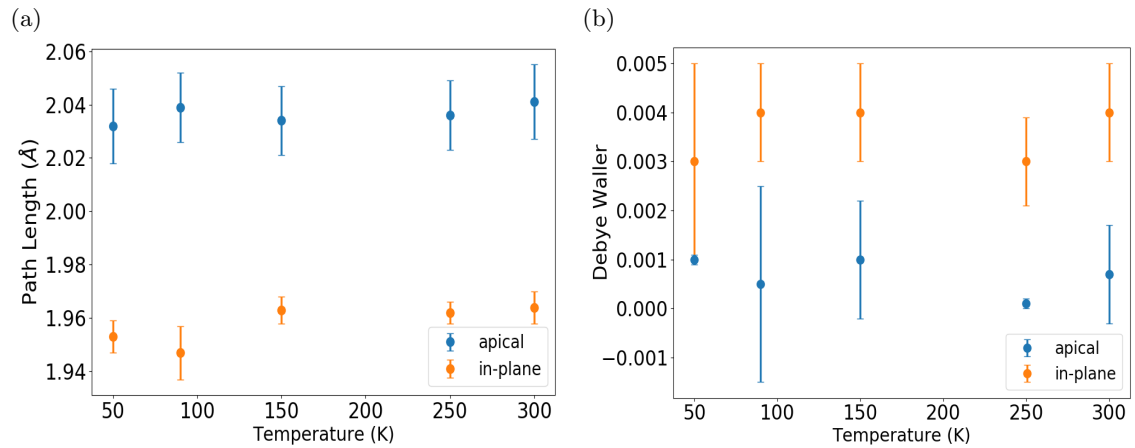 (a)
(b)
Path Length (Å)
2.06
2.04
2.02
2.00
1.98
1.96
1.94
50 100 150 200 250 300
Temperature (K)
apical
in-plane
Debye Waller
0.005
0.004
0.003
0.002
0.001
0.000
−0.001
50 100 150 200 250 300
Temperature (K)
apical
in-plane